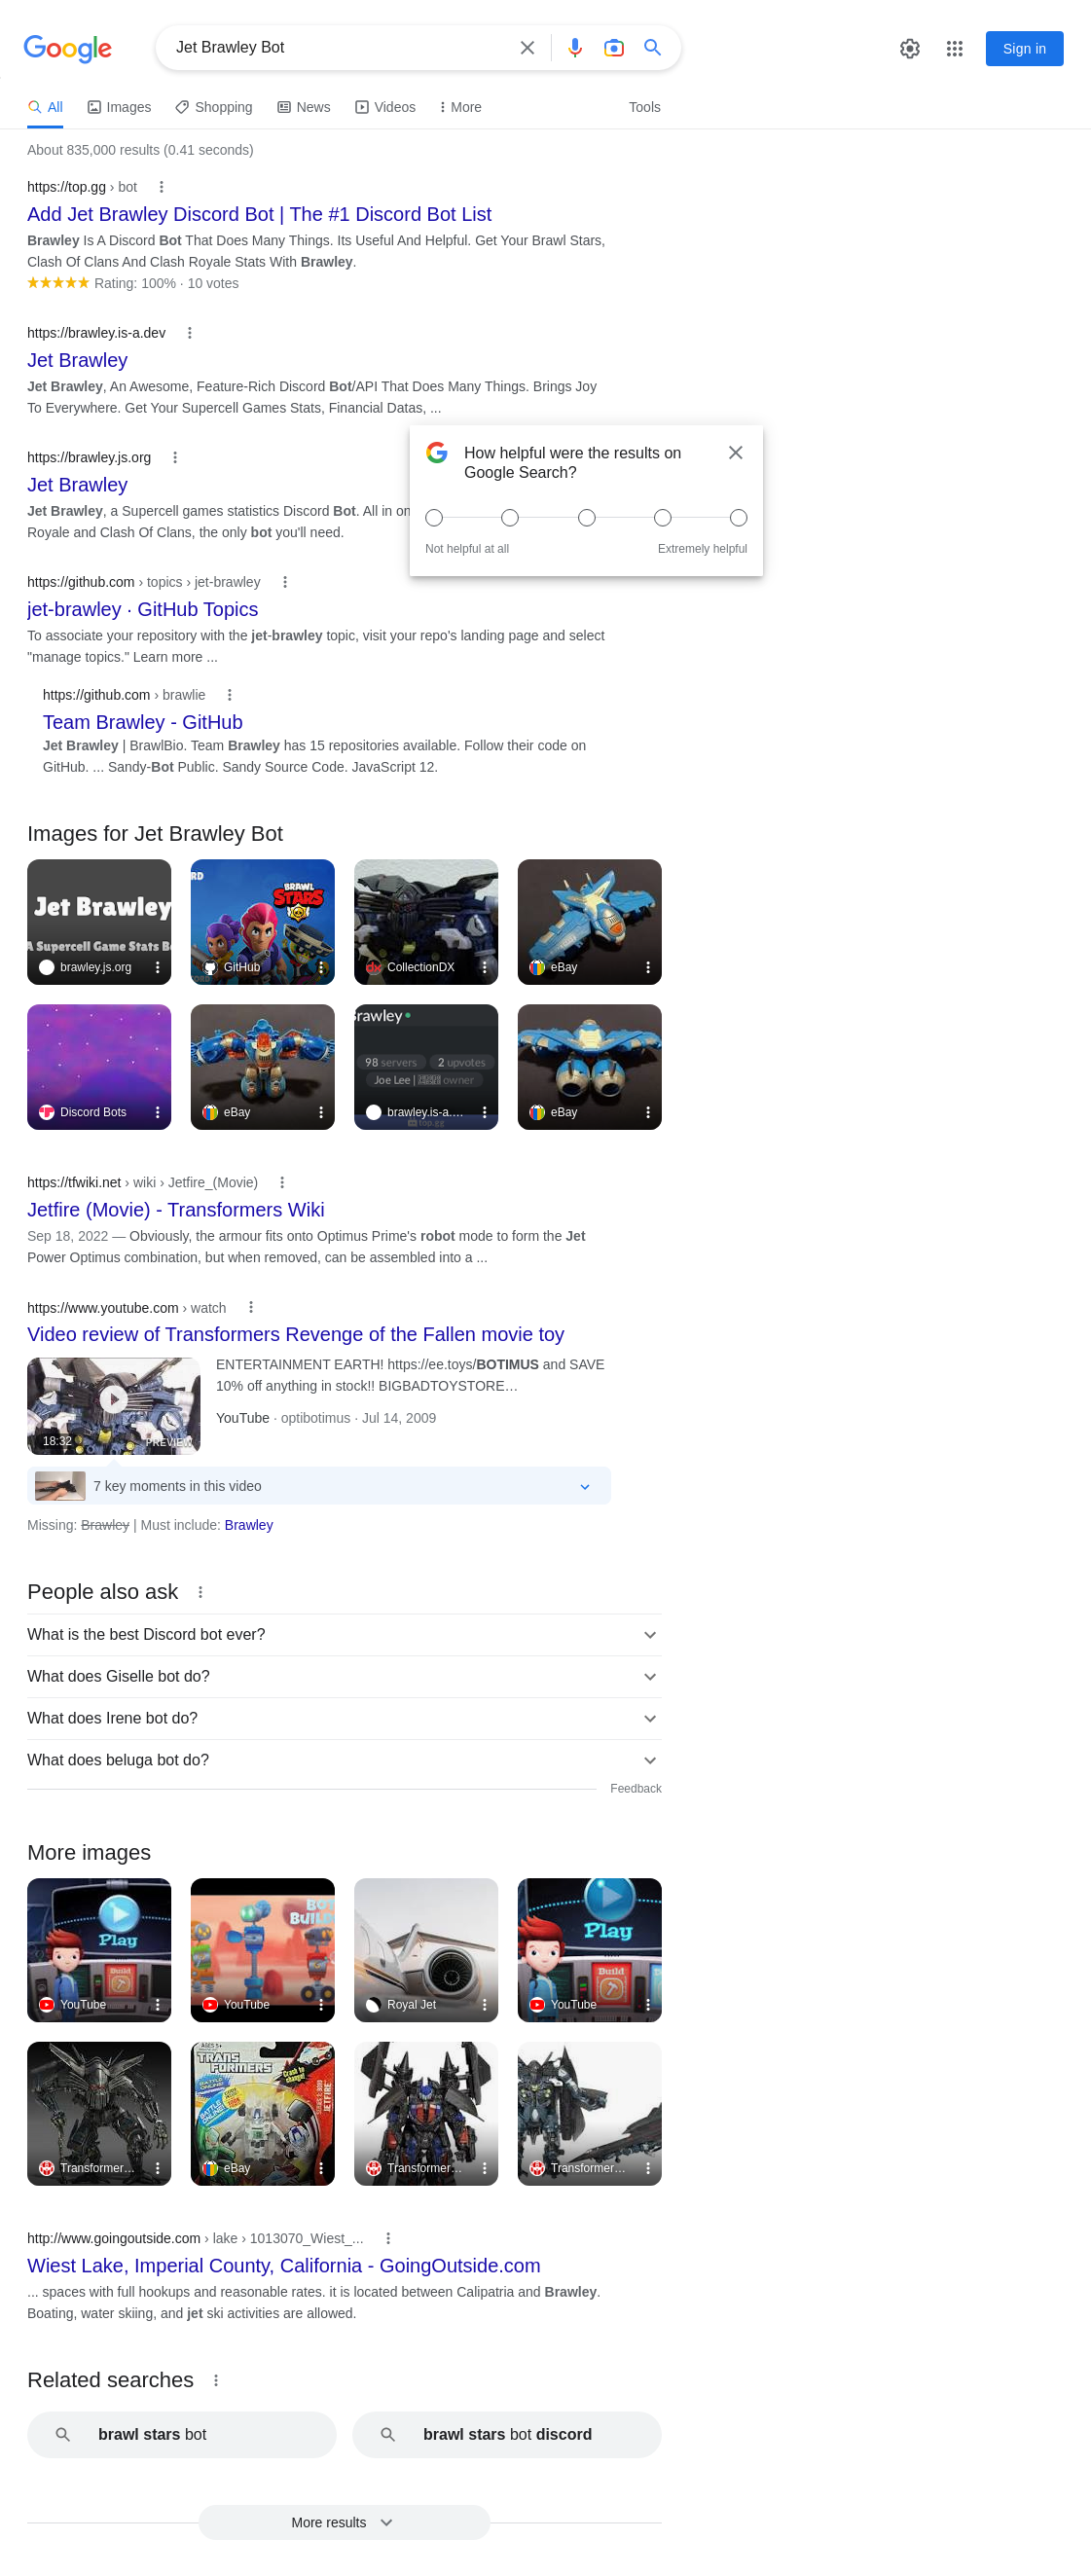 Google
Jet Brawley Bot
Sign in
All
Images
Shopping
News
Videos
More
Tools
About 835,000 results (0.41 seconds)
https://top.gg › bot
Add Jet Brawley Discord Bot | The #1 Discord Bot List
Brawley Is A Discord Bot That Does Many Things. Its Useful And Helpful. Get Your Brawl Stars,
Clash Of Clans And Clash Royale Stats With Brawley.
Rating: 100% · 10 votes
https://brawley.is-a.dev
Jet Brawley
Jet Brawley, An Awesome, Feature-Rich Discord Bot/API That Does Many Things. Brings Joy
To Everywhere. Get Your Supercell Games Stats, Financial Datas, ...
https://brawley.js.org
Jet Brawley
Jet Brawley, a Supercell games statistics Discord Bot. All in on
Royale and Clash Of Clans, the only bot you'll need.
How helpful were the results on
Google Search?
Not helpful at all
Extremely helpful
https://github.com › topics › jet-brawley
jet-brawley · GitHub Topics
To associate your repository with the jet-brawley topic, visit your repo's landing page and select
"manage topics." Learn more ...
https://github.com › brawlie
Team Brawley - GitHub
Jet Brawley | BrawlBio. Team Brawley has 15 repositories available. Follow their code on
GitHub. ... Sandy-Bot Public. Sandy Source Code. JavaScript 12.
Images for Jet Brawley Bot
Jet Brawley
A Supercell Game Stats Bo
brawley.js.org
RD
BRAWL
STARS
GitHub
dx
CollectionDX
eBay
Discord Bots
eBay
Brawley
98 servers
2 upvotes
Joe Lee |
owner
top.gg
brawley.is-a....
eBay
https://tfwiki.net › wiki › Jetfire_(Movie)
Jetfire (Movie) - Transformers Wiki
Sep 18, 2022 — Obviously, the armour fits onto Optimus Prime's robot mode to form the Jet
Power Optimus combination, but when removed, can be assembled into a ...
https://www.youtube.com › watch
Video review of Transformers Revenge of the Fallen movie toy
18:32
PREVIEW
ENTERTAINMENT EARTH! https://ee.toys/BOTIMUS and SAVE
10% off anything in stock!! BIGBADTOYSTORE…
YouTube · optibotimus · Jul 14, 2009
7 key moments in this video
Missing: Brawley | Must include: Brawley
People also ask
What is the best Discord bot ever?
What does Giselle bot do?
What does Irene bot do?
What does beluga bot do?
Feedback
More images
Play
YouTube
BOT
BUILD
YouTube
Royal Jet
Play
Build
YouTube
Transformer…
AGES 5+
TRANSFORMERS
BATTLE
ONLINE!
Crash to
change!
JETFIRE
eBay
Transformer…
Transformer…
http://www.goingoutside.com › lake › 1013070_Wiest_...
Wiest Lake, Imperial County, California - GoingOutside.com
... spaces with full hookups and reasonable rates. it is located between Calipatria and Brawley.
Boating, water skiing, and jet ski activities are allowed.
Related searches
brawl stars bot
brawl stars bot discord
More results